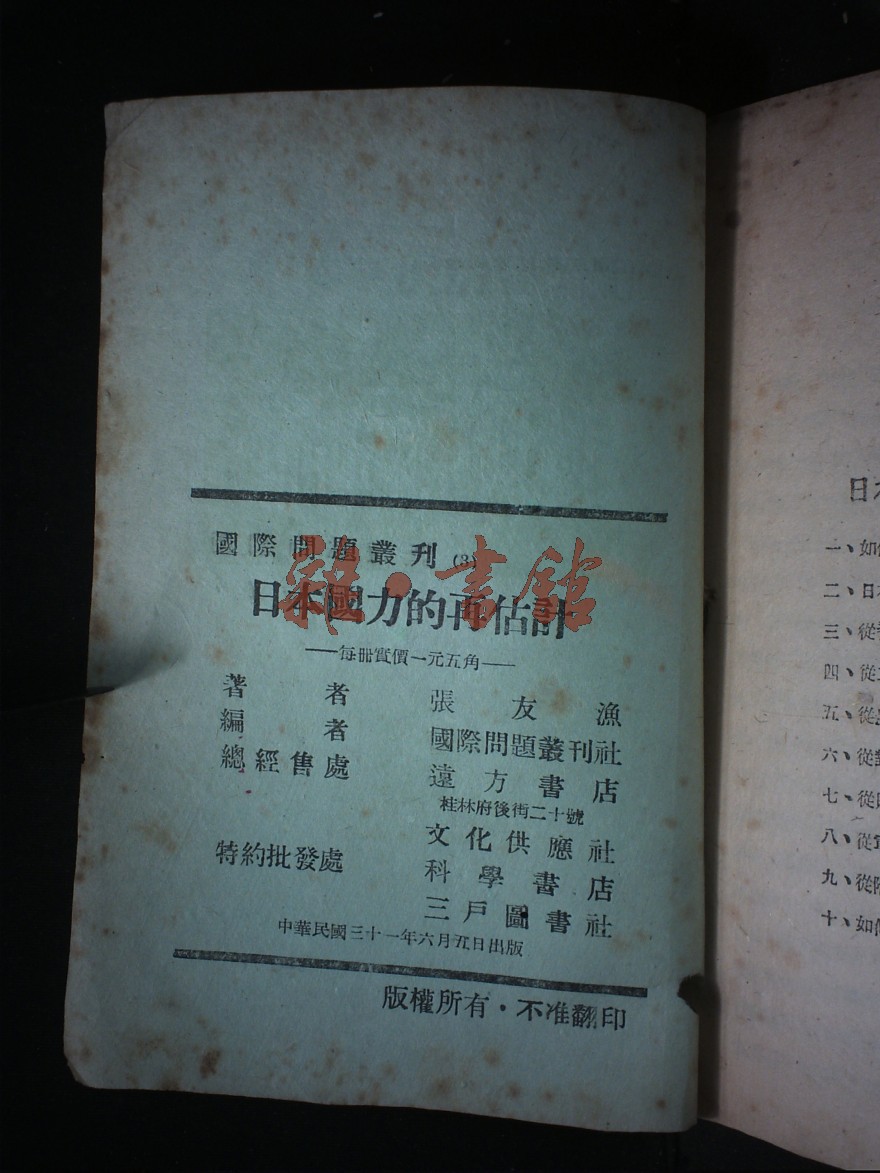 國際問題叢刊(3)
日本國力的再估計
——每冊實價一元五角——
著者 張友漁
編者 國際問題叢刊社
總經售處 遠方書店
桂林府後街二十號
文化供應社
特約批發處 科學書店
三戶圖書社
中華民國三十一年六月五日出版
版權所有·不准翻印
日本
一、如
二、日
三、從
四、從
五、從
六、從
七、從
八、從
九、從
十、如
書館